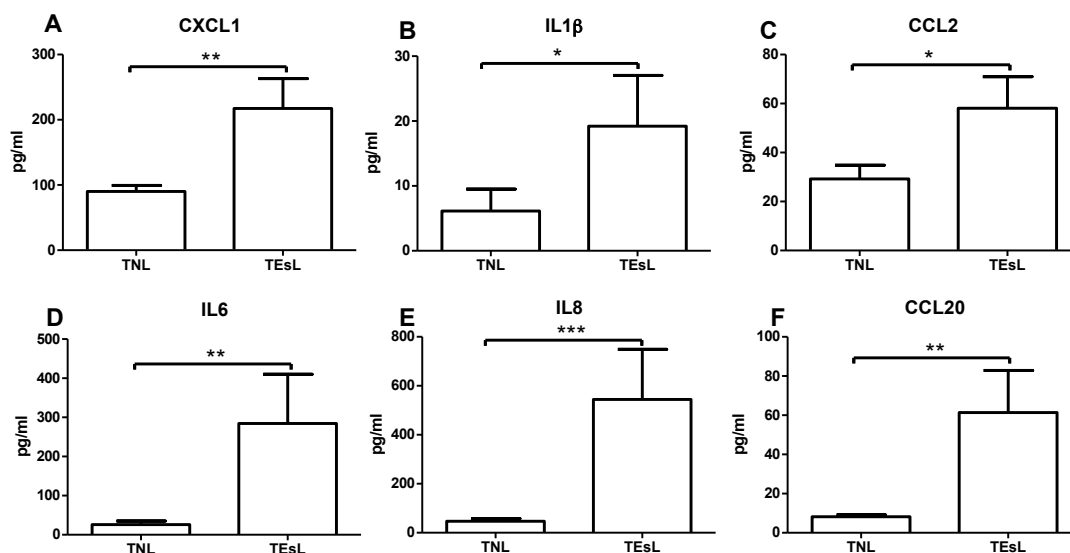 A
CXCL1
pg/ml
300
200
100
0
**
TNL
TEsL
B
IL1β
pg/ml
30
20
10
0
*
TNL
TEsL
C
CCL2
pg/ml
80
60
40
20
0
*
TNL
TEsL
D
IL6
pg/ml
500
400
300
200
100
0
**
TNL
TEsL
E
IL8
pg/ml
800
600
400
200
0
***
TNL
TEsL
F
CCL20
pg/ml
100
80
60
40
20
0
**
TNL
TEsL